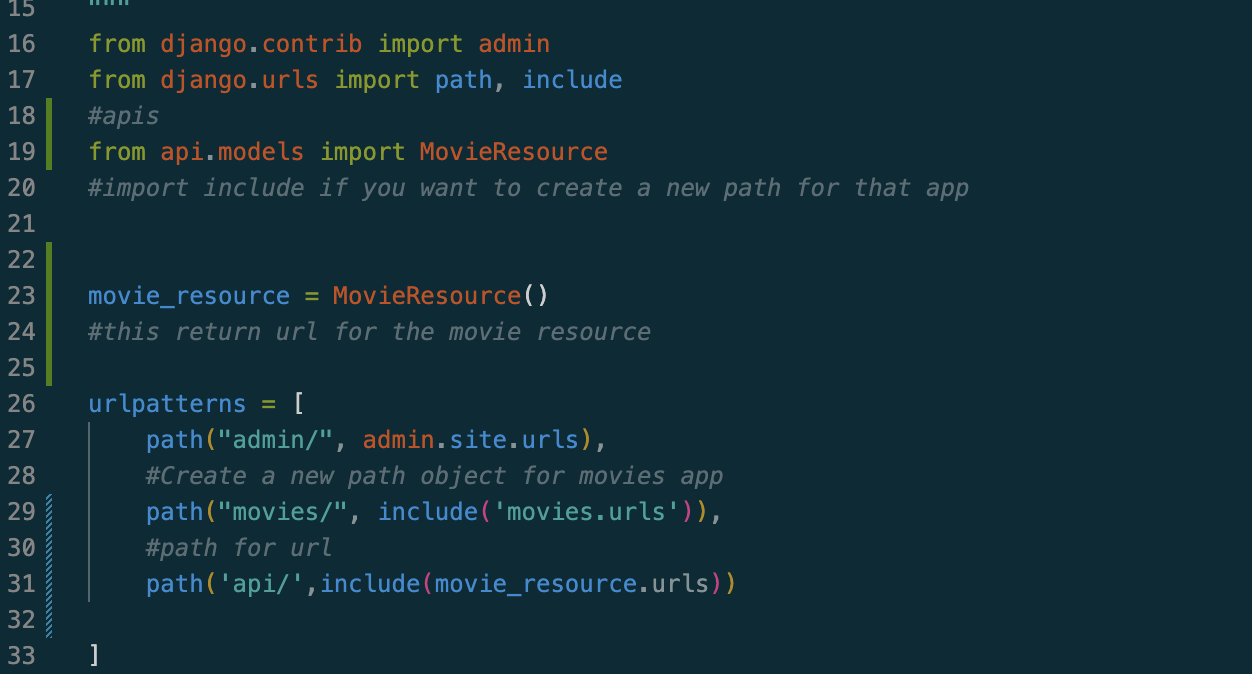 15 """
16 from django.contrib import admin
17 from django.urls import path, include
18 #apis
19 from api.models import MovieResource
20 #import include if you want to create a new path for that app
21
22
23 movie_resource = MovieResource()
24 #this return url for the movie resource
25
26 urlpatterns = [
27     path("admin/", admin.site.urls),
28     #Create a new path object for movies app
29     path("movies/", include('movies.urls')),
30     #path for url
31     path('api/',include(movie_resource.urls))
32
33 ]